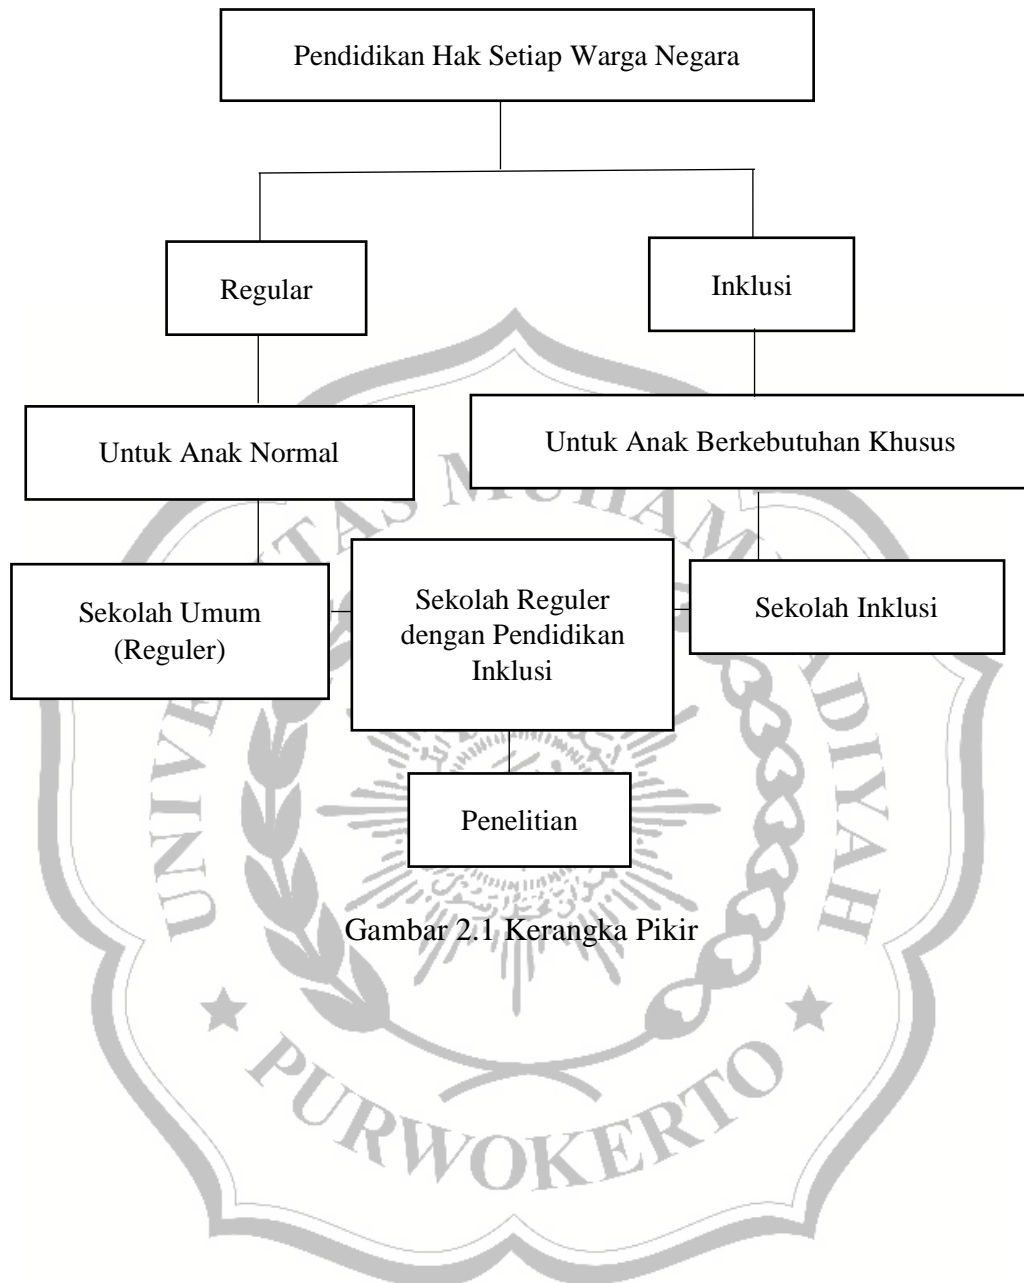 Pendidikan Hak Setiap Warga Negara
Regular
Inklusi
Untuk Anak Normal
Untuk Anak Berkebutuhan Khusus
Sekolah Umum
(Reguler)
Sekolah Reguler
dengan Pendidikan
Inklusi
Sekolah Inklusi
Penelitian
Gambar 2.1 Kerangka Pikir
PURWOKERTO